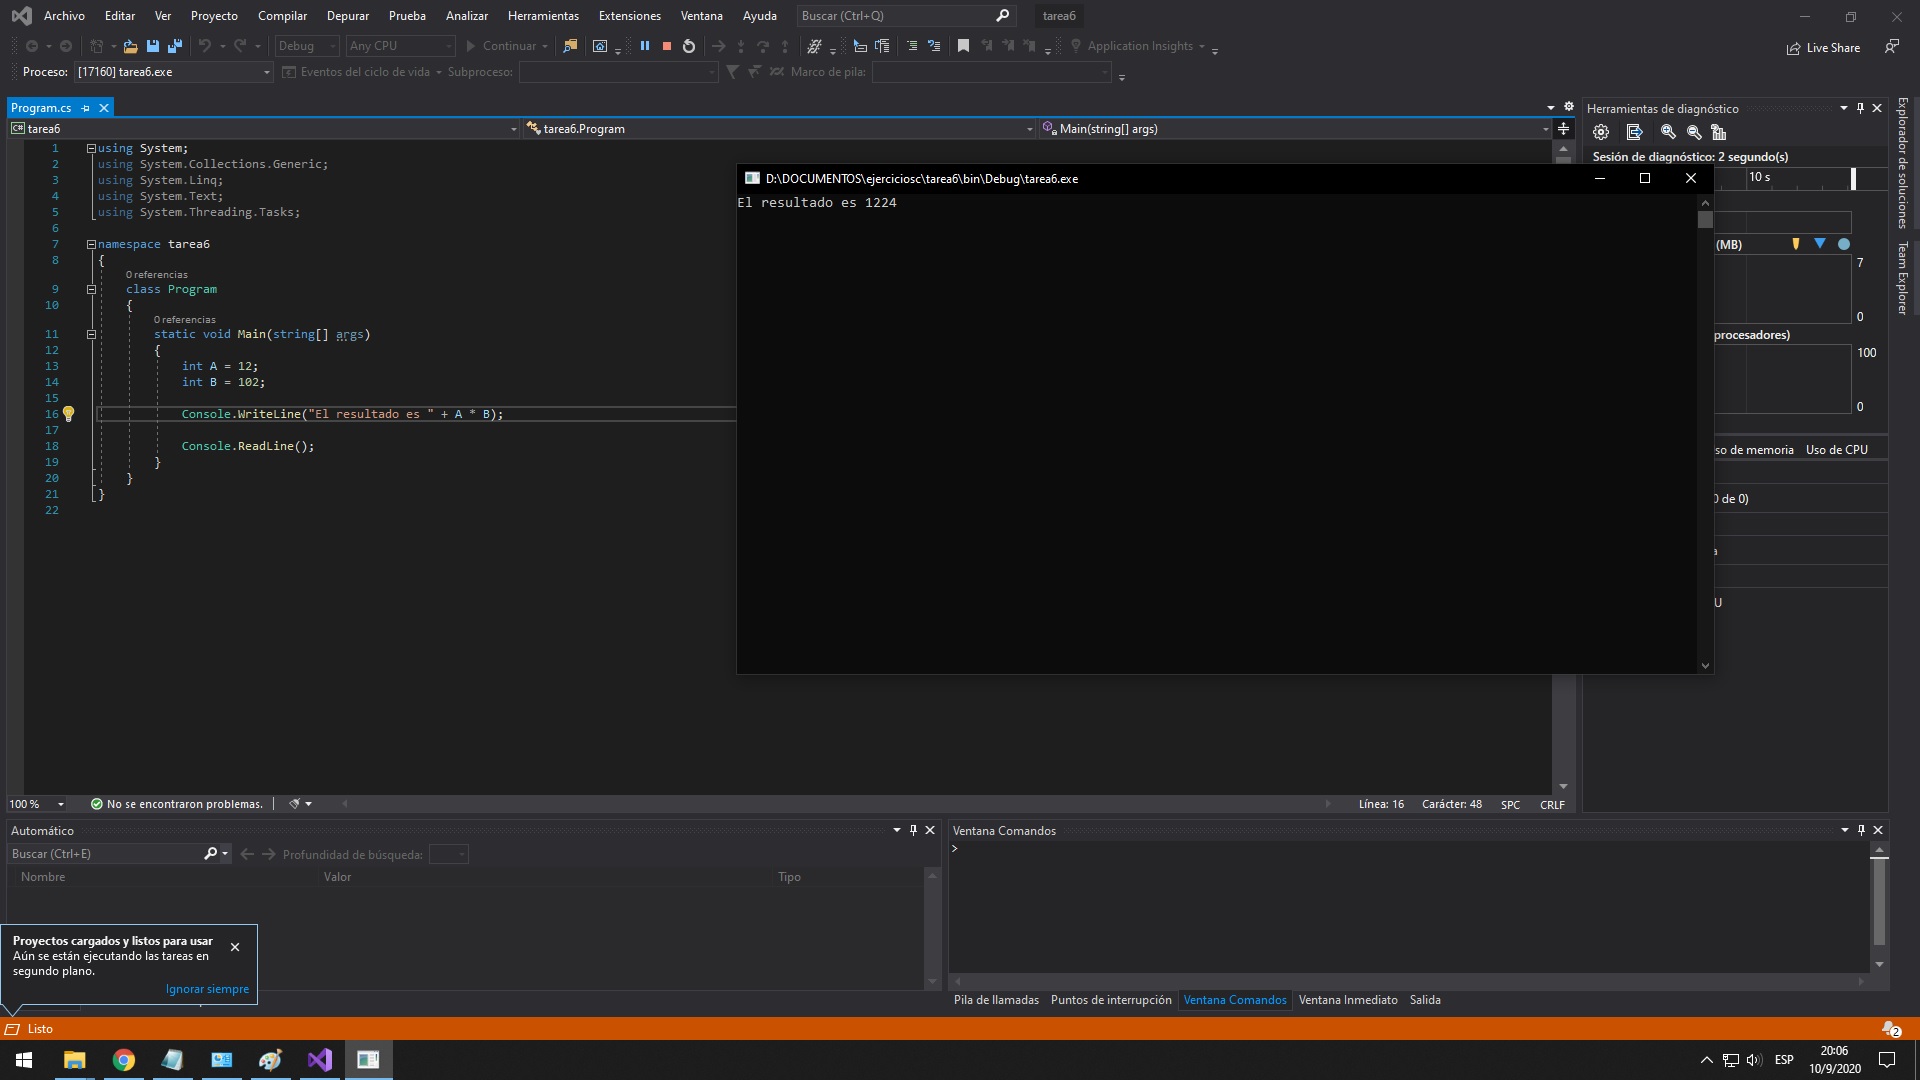 Archivo Editar Ver Proyecto Compilar Depurar Prueba Analizar Herramientas Extensiones Ventana Ayuda Buscar (Ctrl+Q) tarea6
Debug Any CPU Continuar Application Insights Live Share
Proceso: [17160] tarea6.exe Eventos del ciclo de vida Subproceso: Marco de pila:
Program.cs
tarea6 tarea6.Program Main(string[] args)
1 using System;
2 using System.Collections.Generic;
3 using System.Linq;
4 using System.Text;
5 using System.Threading.Tasks;
6
7 namespace tarea6
8 {
0 referencias
9 class Program
10 {
0 referencias
11 static void Main(string[] args)
12 {
13 int A = 12;
14 int B = 102;
15
16 Console.WriteLine("El resultado es " + A * B);
17
18 Console.ReadLine();
19 }
20 }
21 }
22
D:\DOCUMENTOS\ejerciciosc\tarea6\bin\Debug\tarea6.exe
El resultado es 1224
Herramientas de diagnóstico
Sesión de diagnóstico: 2 segundo(s)
10 s
(MB)
7
0
procesadores)
100
0
so de memoria Uso de CPU
0 de 0)
a
U
Explorador de soluciones
Team Explorer
100 % No se encontraron problemas. Línea: 16 Carácter: 48 SPC CRLF
Automático
Buscar (Ctrl+E) Profundidad de búsqueda:
Nombre Valor Tipo
Ventana Comandos
>
Proyectos cargados y listos para usar
Aún se están ejecutando las tareas en
segundo plano.
Ignorar siempre
Pila de llamadas Puntos de interrupción Ventana Comandos Ventana Inmediato Salida
Listo
2
ESP
20:06
10/9/2020